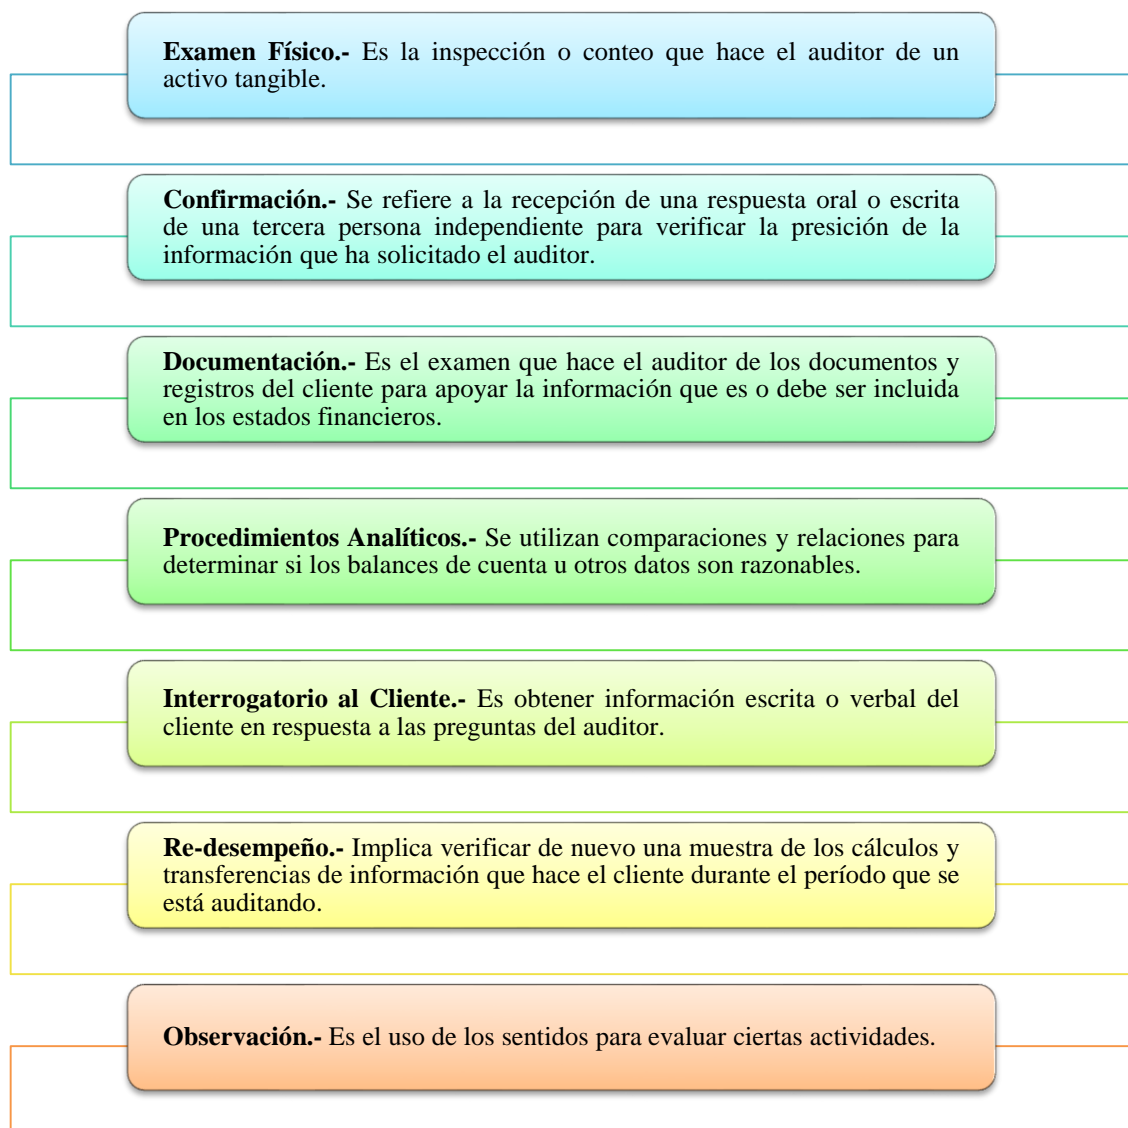 Examen Físico.- Es la inspección o conteo que hace el auditor de un
activo tangible.
Confirmación.- Se refiere a la recepción de una respuesta oral o escrita
de una tercera persona independiente para verificar la presición de la
información que ha solicitado el auditor.
Documentación.- Es el examen que hace el auditor de los documentos y
registros del cliente para apoyar la información que es o debe ser incluida
en los estados financieros.
Procedimientos Analíticos.- Se utilizan comparaciones y relaciones para
determinar si los balances de cuenta u otros datos son razonables.
Interrogatorio al Cliente.- Es obtener información escrita o verbal del
cliente en respuesta a las preguntas del auditor.
Re-desempeño.- Implica verificar de nuevo una muestra de los cálculos y
transferencias de información que hace el cliente durante el período que se
está auditando.
Observación.- Es el uso de los sentidos para evaluar ciertas actividades.